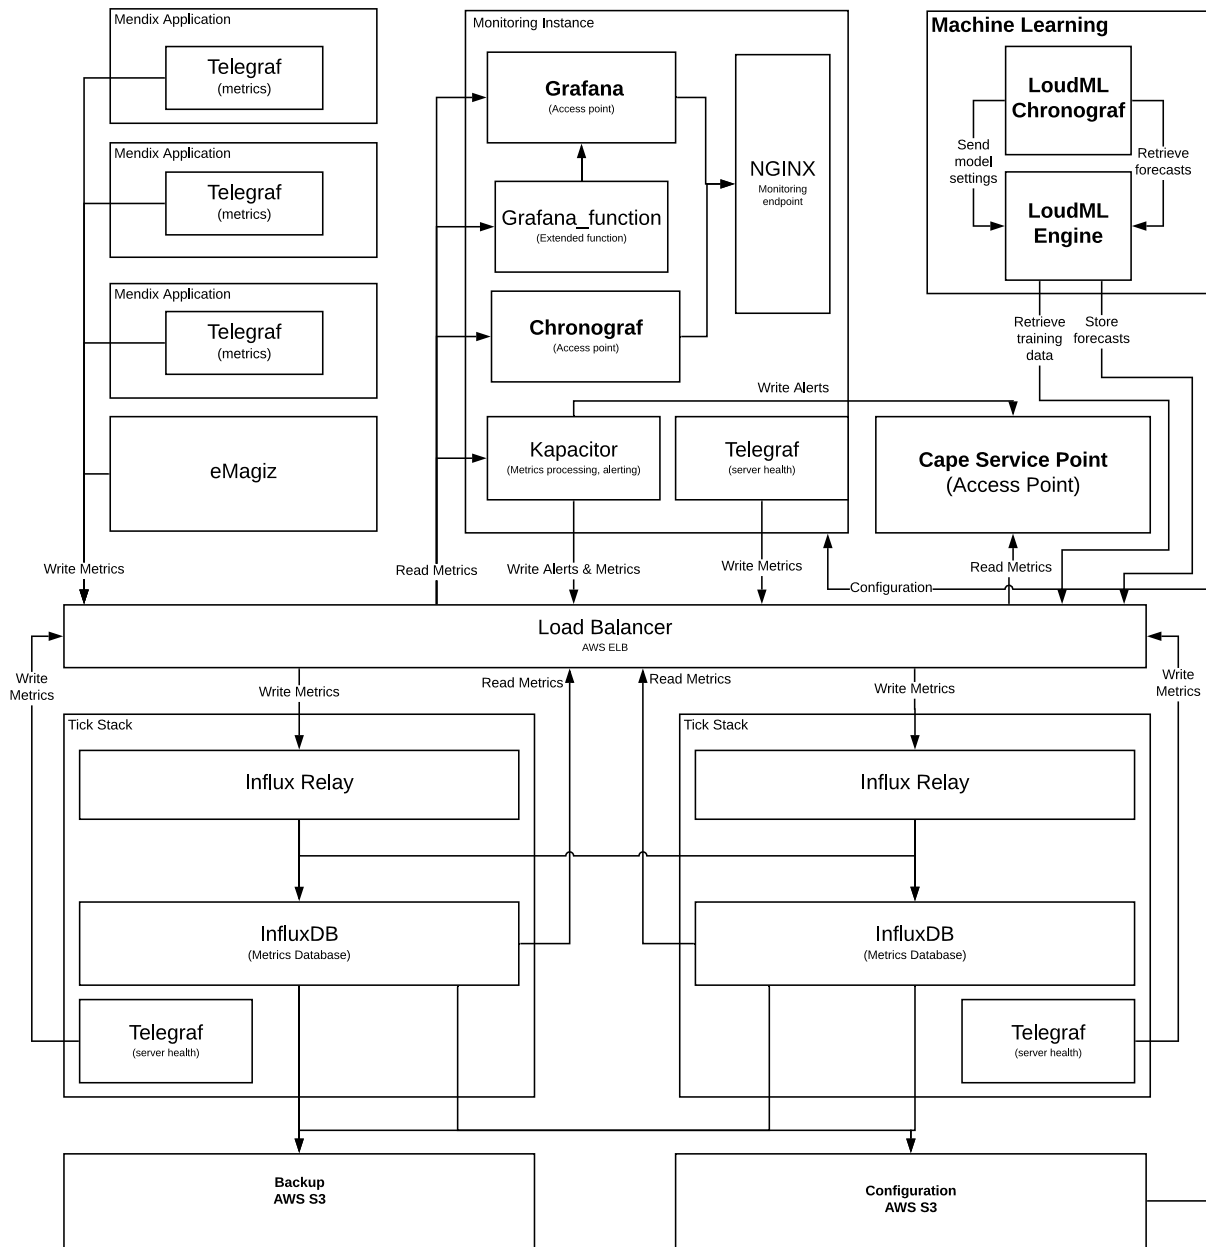 Mendix Application
Telegraf
(metrics)
Mendix Application
Telegraf
(metrics)
Mendix Application
Telegraf
(metrics)
eMagiz
Write Metrics
Monitoring Instance
Grafana
(Access point)
Grafana_function
(Extended function)
Chronograf
(Access point)
NGINX
Monitoring
endpoint
Kapacitor
(Metrics processing, alerting)
Telegraf
(server health)
Write Alerts
Read Metrics
Write Alerts & Metrics
Write Metrics
Machine Learning
LoudML
Chronograf
Send
model
settings
Retrieve
forecasts
LoudML
Engine
Retrieve
training
data
Store
forecasts
Cape Service Point
(Access Point)
Read Metrics
Configuration
Load Balancer
AWS ELB
Write
Metrics
Write Metrics
Read Metrics
Read Metrics
Write Metrics
Write
Metrics
Tick Stack
Influx Relay
InfluxDB
(Metrics Database)
Telegraf
(server health)
Tick Stack
Influx Relay
InfluxDB
(Metrics Database)
Telegraf
(server health)
Backup
AWS S3
Configuration
AWS S3